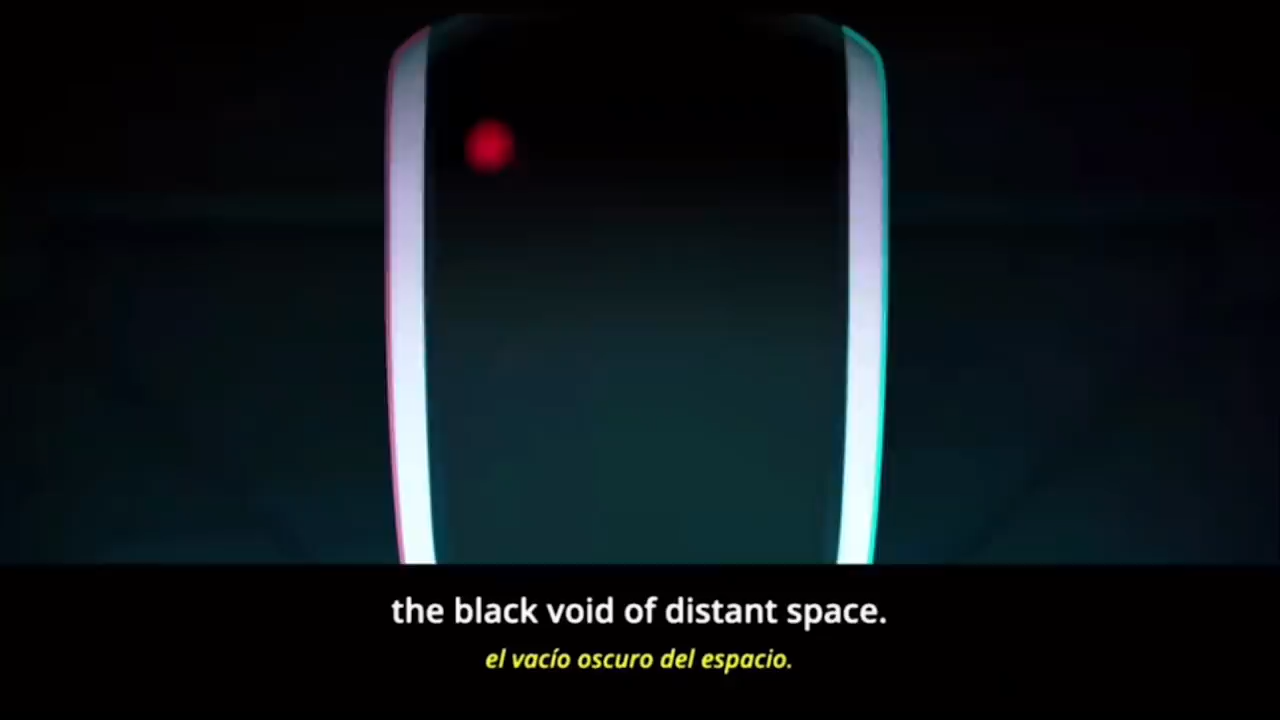 the black void of distant space.
el vacío oscuro del espacio.